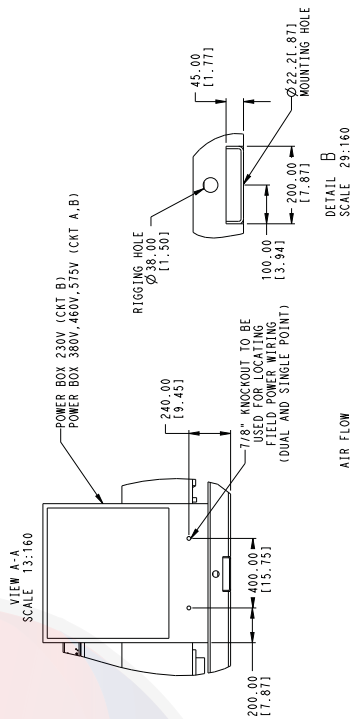 VIEW A-A
SCALE 13:160
POWER BOX 230V (CKT B)
POWER BOX 380V,460V,575V (CKT A,B)
240.00
[9.45]
7/8" KNOCKOUT TO BE
USED FOR LOCATING
FIELD POWER WIRING
(DUAL AND SINGLE POINT)
400.00
[15.75]
200.00
[7.87]
RIGGING HOLE
Ø38.00
[1.50]
45.00
[1.77]
Ø22.2[.87]
MOUNTING HOLE
200.00
[7.87]
100.00
[3.94]
DETAIL B
SCALE 29:160
AIR FLOW